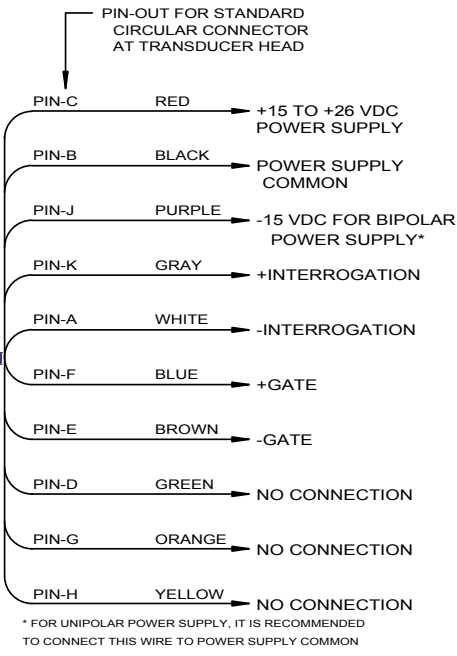 PIN-OUT FOR STANDARD
CIRCULAR CONNECTOR
AT TRANSDUCER HEAD
PIN-C RED +15 TO +26 VDC
POWER SUPPLY
PIN-B BLACK POWER SUPPLY
COMMON
PIN-J PURPLE -15 VDC FOR BIPOLAR
POWER SUPPLY*
PIN-K GRAY +INTERROGATION
PIN-A WHITE -INTERROGATION
PIN-F BLUE +GATE
PIN-E BROWN -GATE
PIN-D GREEN NO CONNECTION
PIN-G ORANGE NO CONNECTION
PIN-H YELLOW NO CONNECTION
* FOR UNIPOLAR POWER SUPPLY, IT IS RECOMMENDED
TO CONNECT THIS WIRE TO POWER SUPPLY COMMON